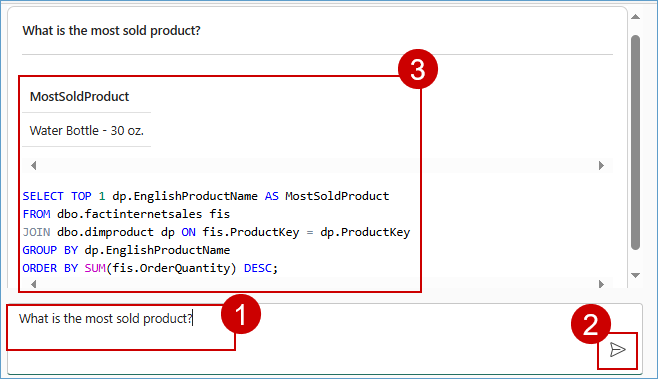 What is the most sold product?
3
MostSoldProduct
Water Bottle - 30 oz.
SELECT TOP 1 dp.EnglishProductName AS MostSoldProduct
FROM dbo.factinternetsales fis
JOIN dbo.dimproduct dp ON fis.ProductKey = dp.ProductKey
GROUP BY dp.EnglishProductName
ORDER BY SUM(fis.OrderQuantity) DESC;
1
What is the most sold product?
2